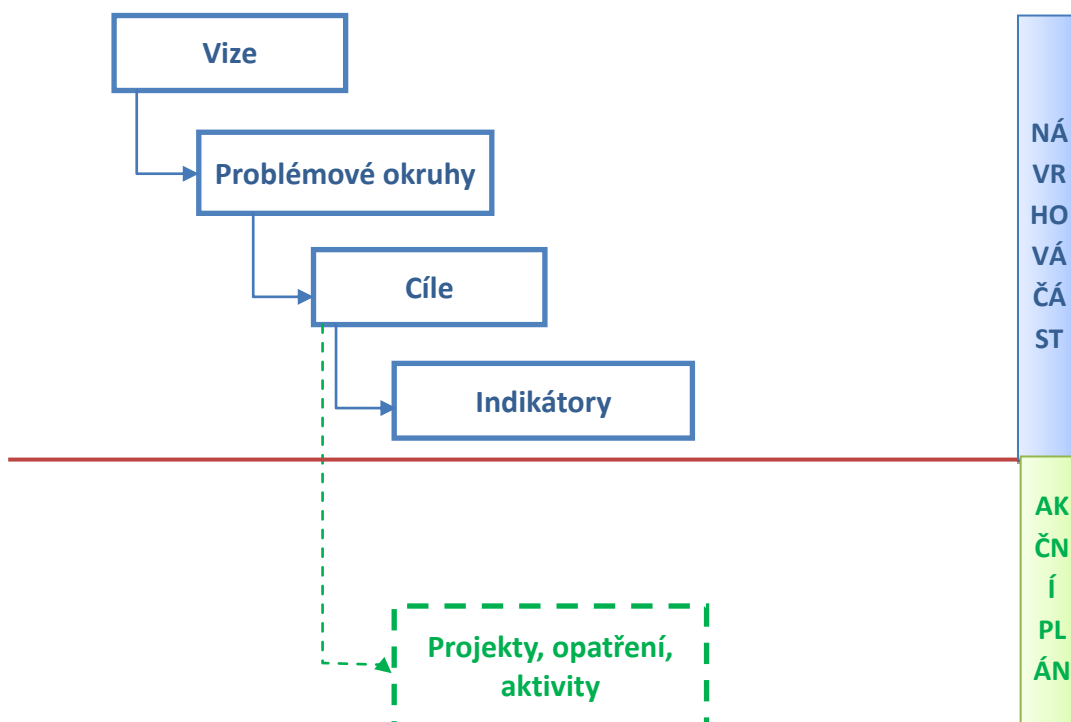 Vize
Problémové okruhy
Cíle
Indikátory
Projekty, opatření,
aktivity
NÁ
VR
HO
VÁ
ČÁ
ST
AK
ČN
Í
PL
ÁN